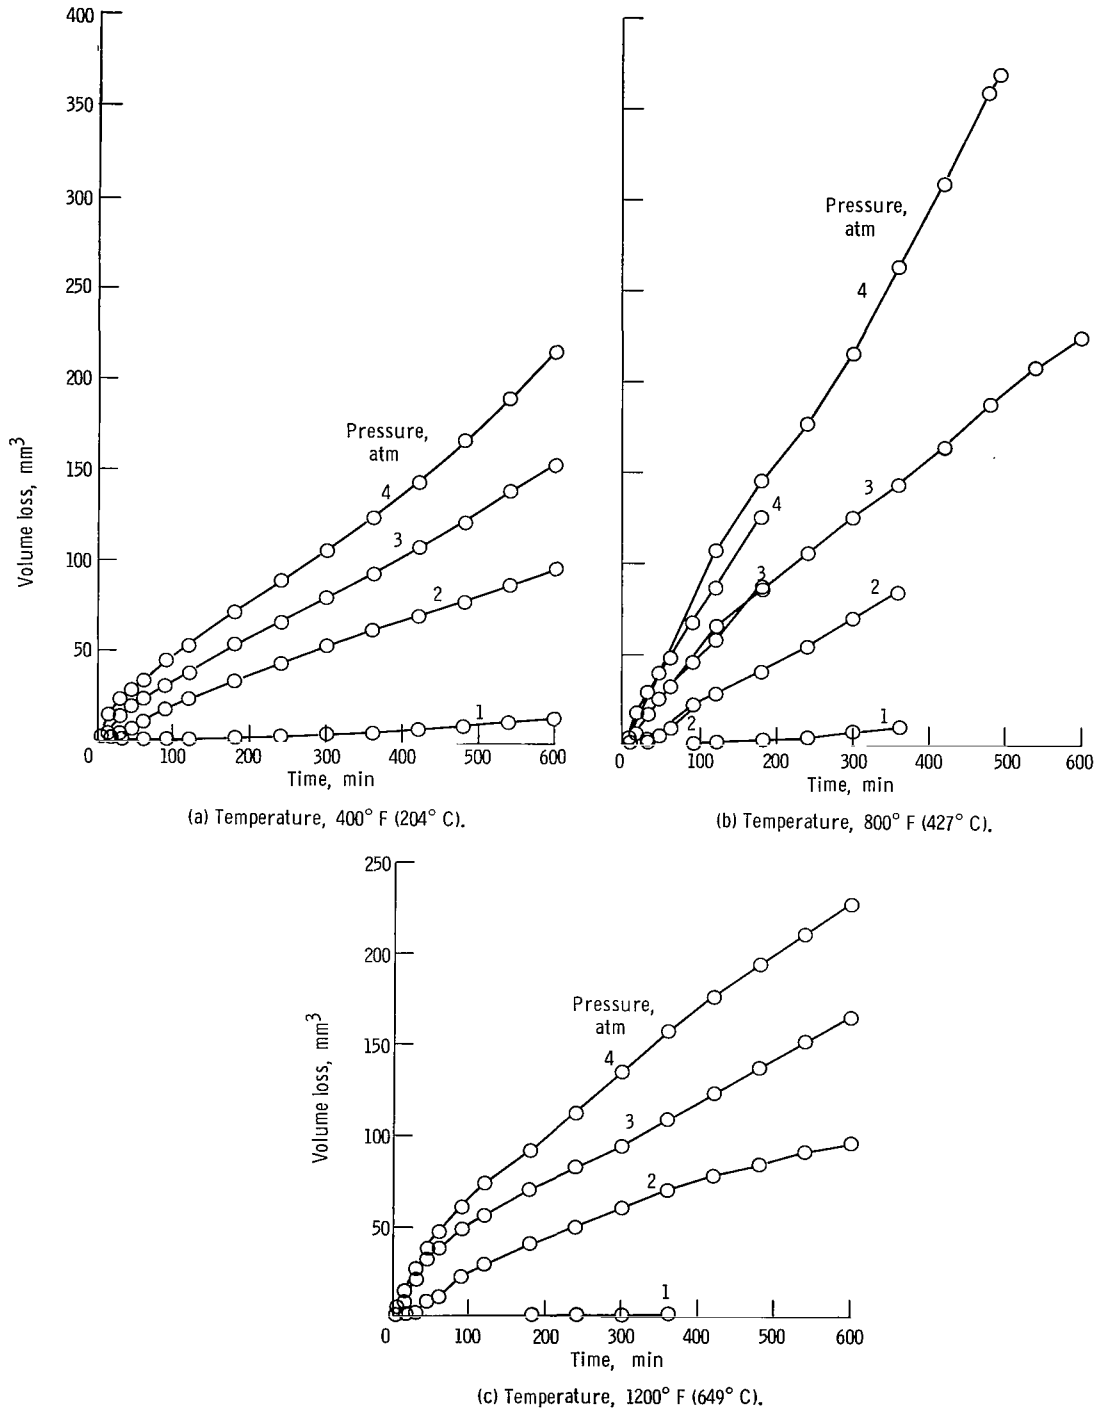 400
350
300
250
200
150
100
50
Volume loss, mm3
Pressure,
atm
4
3
2
1
0 100 200 300 400 500 600
Time, min
(a) Temperature, 400° F (204° C).
Pressure,
atm
4
4
3
3
2
2
1
0 100 200 300 400 500 600
Time, min
(b) Temperature, 800° F (427° C).
250
200
150
100
50
Volume loss, mm3
Pressure,
atm
4
3
2
1
0 100 200 300 400 500 600
Time, min
(c) Temperature, 1200° F (649° C).